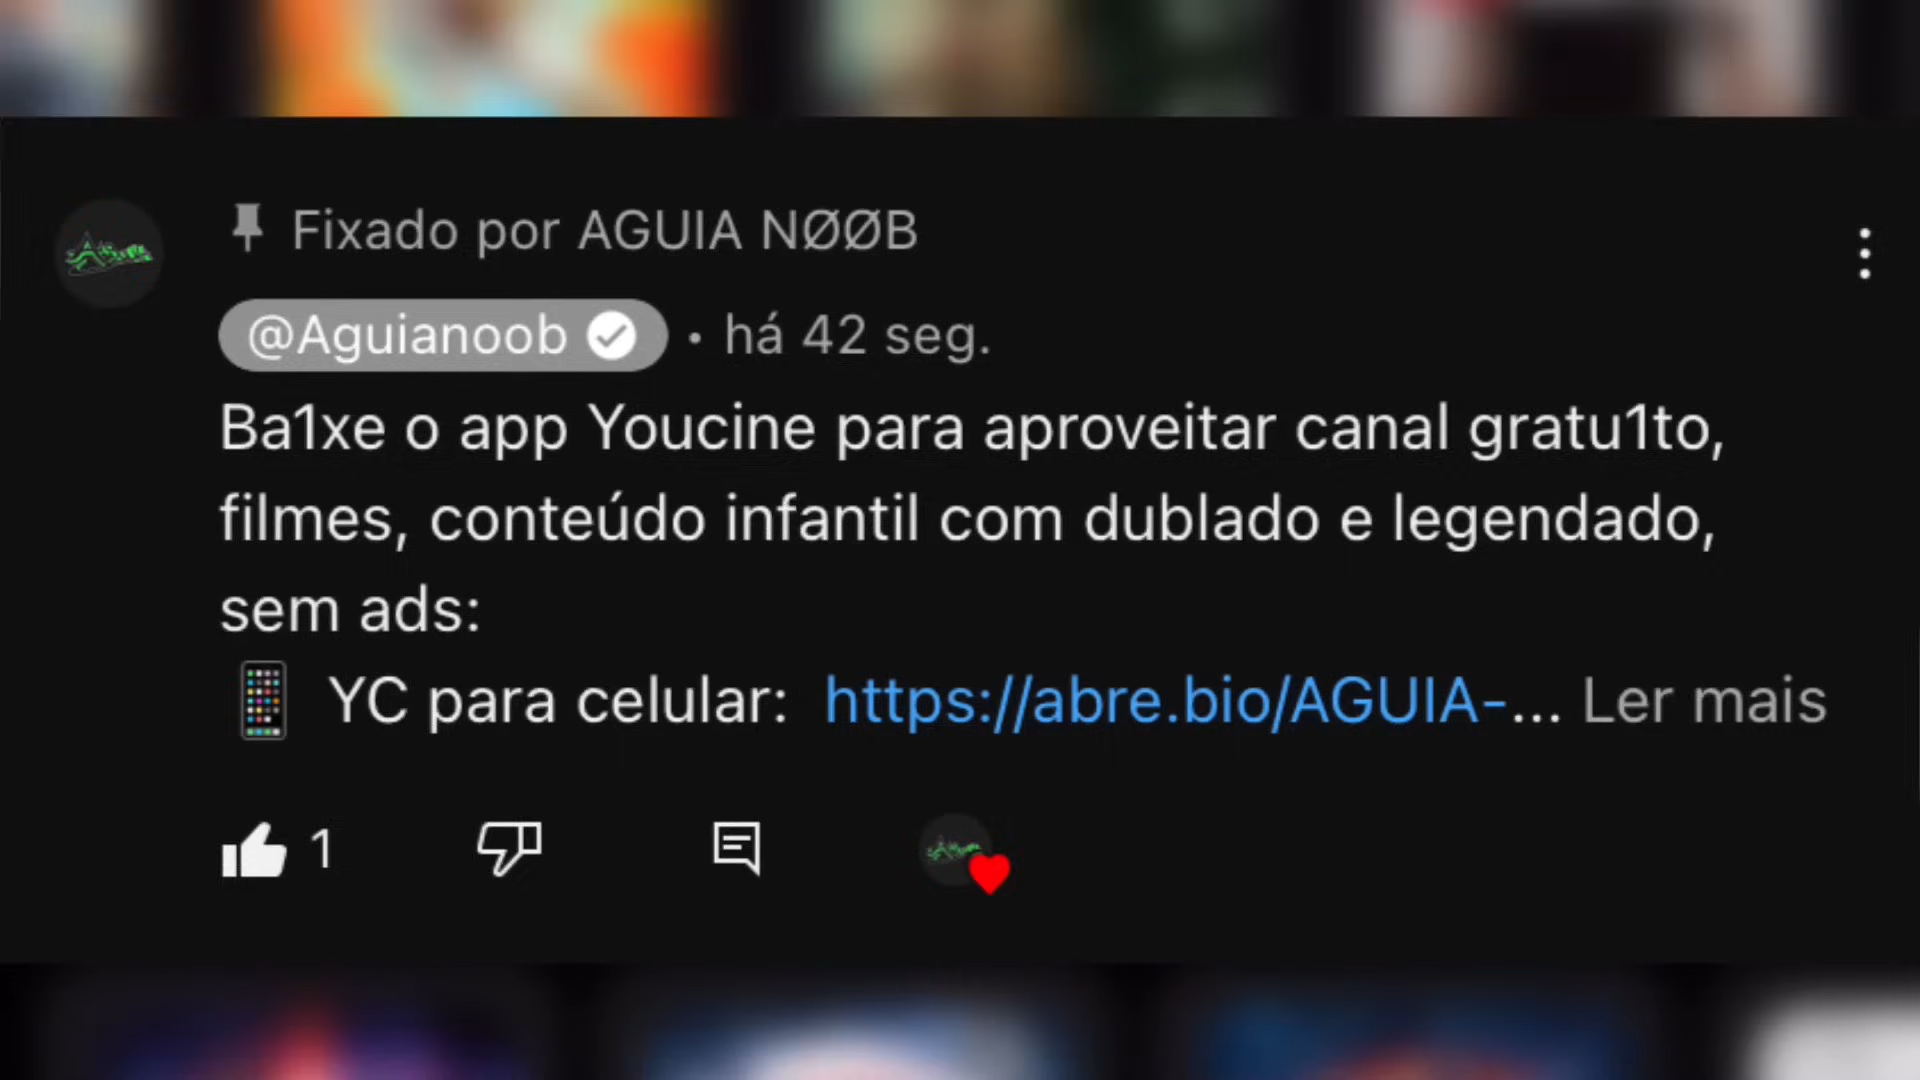 Fixado por AGUIA NØØB
@Aguianoob • há 42 seg.
Ba1xe o app Youcine para aproveitar canal gratu1to,
filmes, conteúdo infantil com dublado e legendado,
sem ads:
📱 YC para celular: https://abre.bio/AGUIA-... Ler mais
1